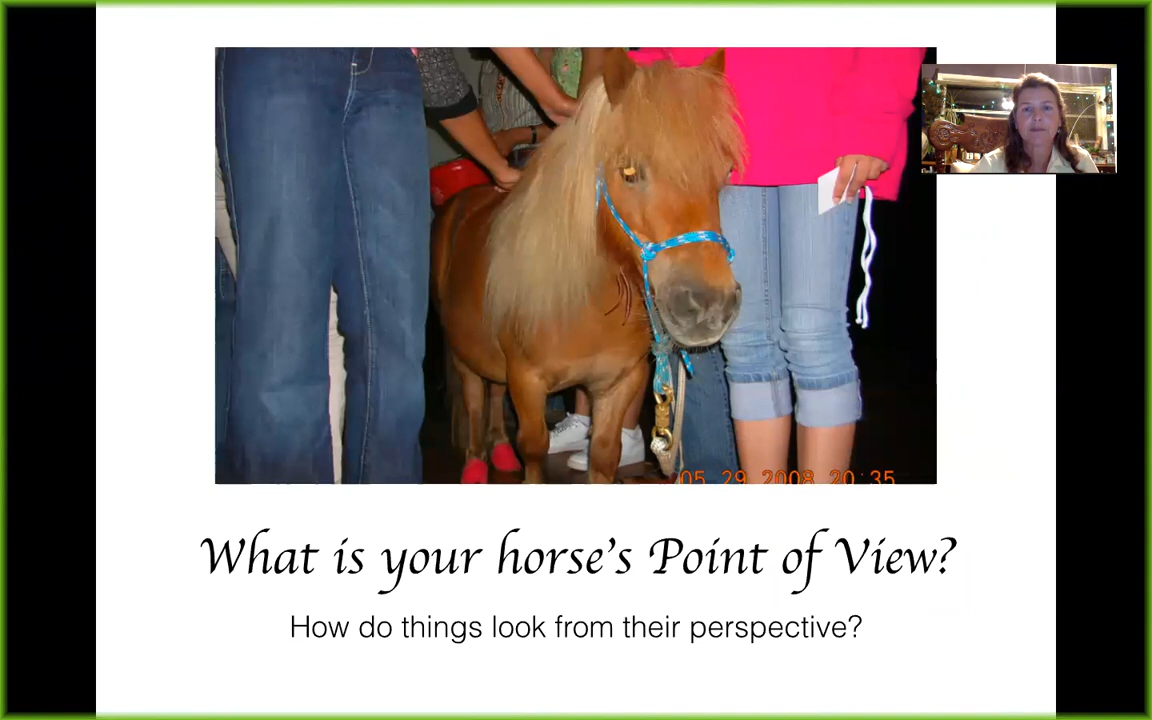 05 29 2008 20:35
What is your horse's Point of View?
How do things look from their perspective?